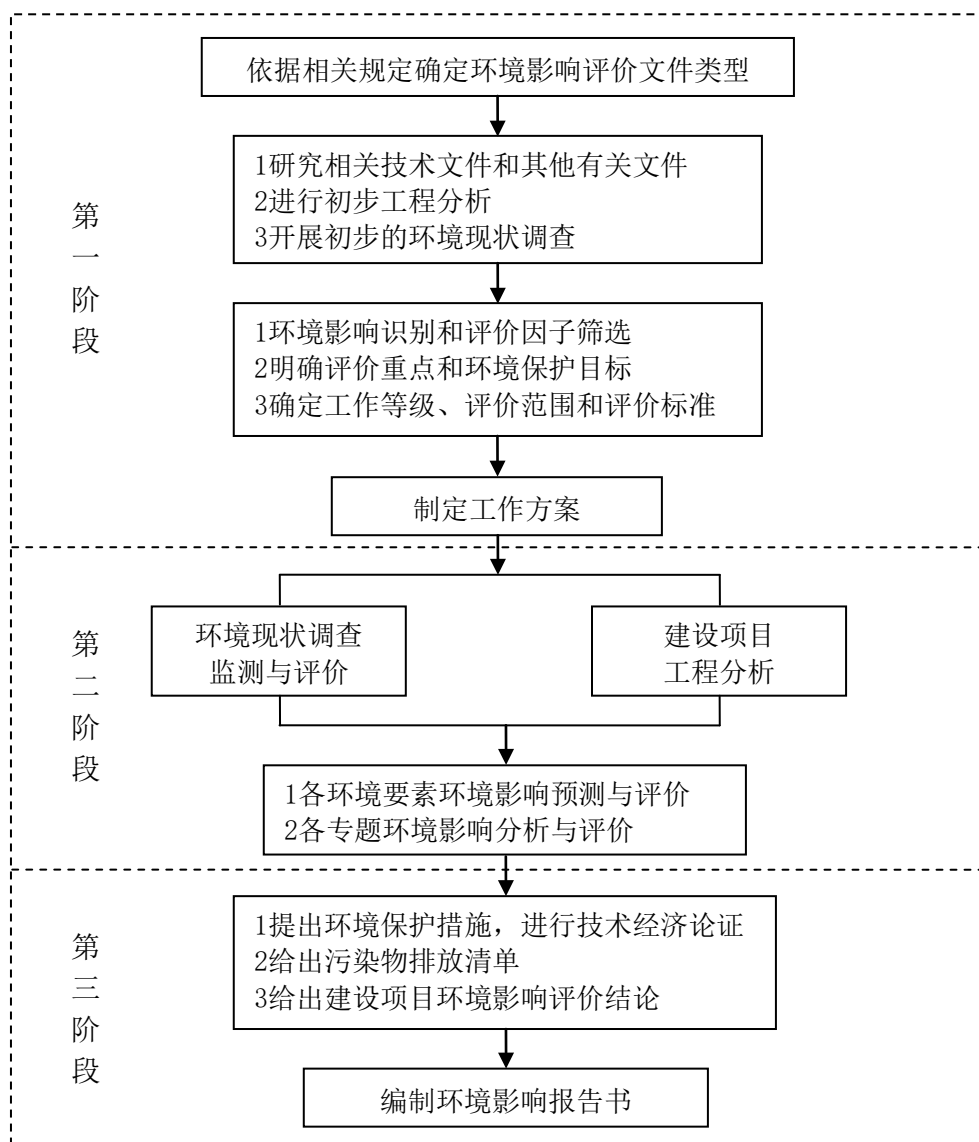 依据相关规定确定环境影响评价文件类型
第一阶段
1研究相关技术文件和其他有关文件
2进行初步工程分析
3开展初步的环境现状调查
1环境影响识别和评价因子筛选
2明确评价重点和环境保护目标
3确定工作等级、评价范围和评价标准
制定工作方案
第二阶段
环境现状调查
监测与评价
建设项目
工程分析
1各环境要素环境影响预测与评价
2各专题环境影响分析与评价
第三阶段
1提出环境保护措施，进行技术经济论证
2给出污染物排放清单
3给出建设项目环境影响评价结论
编制环境影响报告书